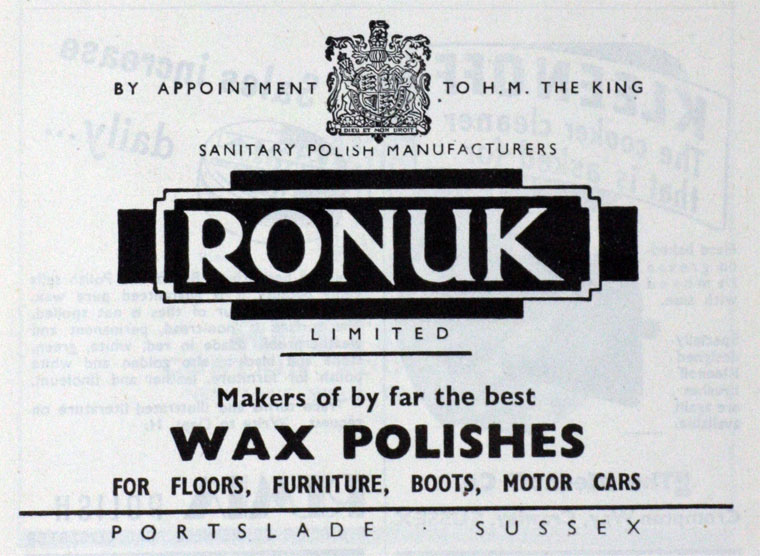 BY APPOINTMENT TO H.M. THE KING
DIEU ET MON DROIT
SANITARY POLISH MANUFACTURERS
RONUK
LIMITED
Makers of by far the best
WAX POLISHES
FOR FLOORS, FURNITURE, BOOTS, MOTOR CARS
PORTSLADE · SUSSEX